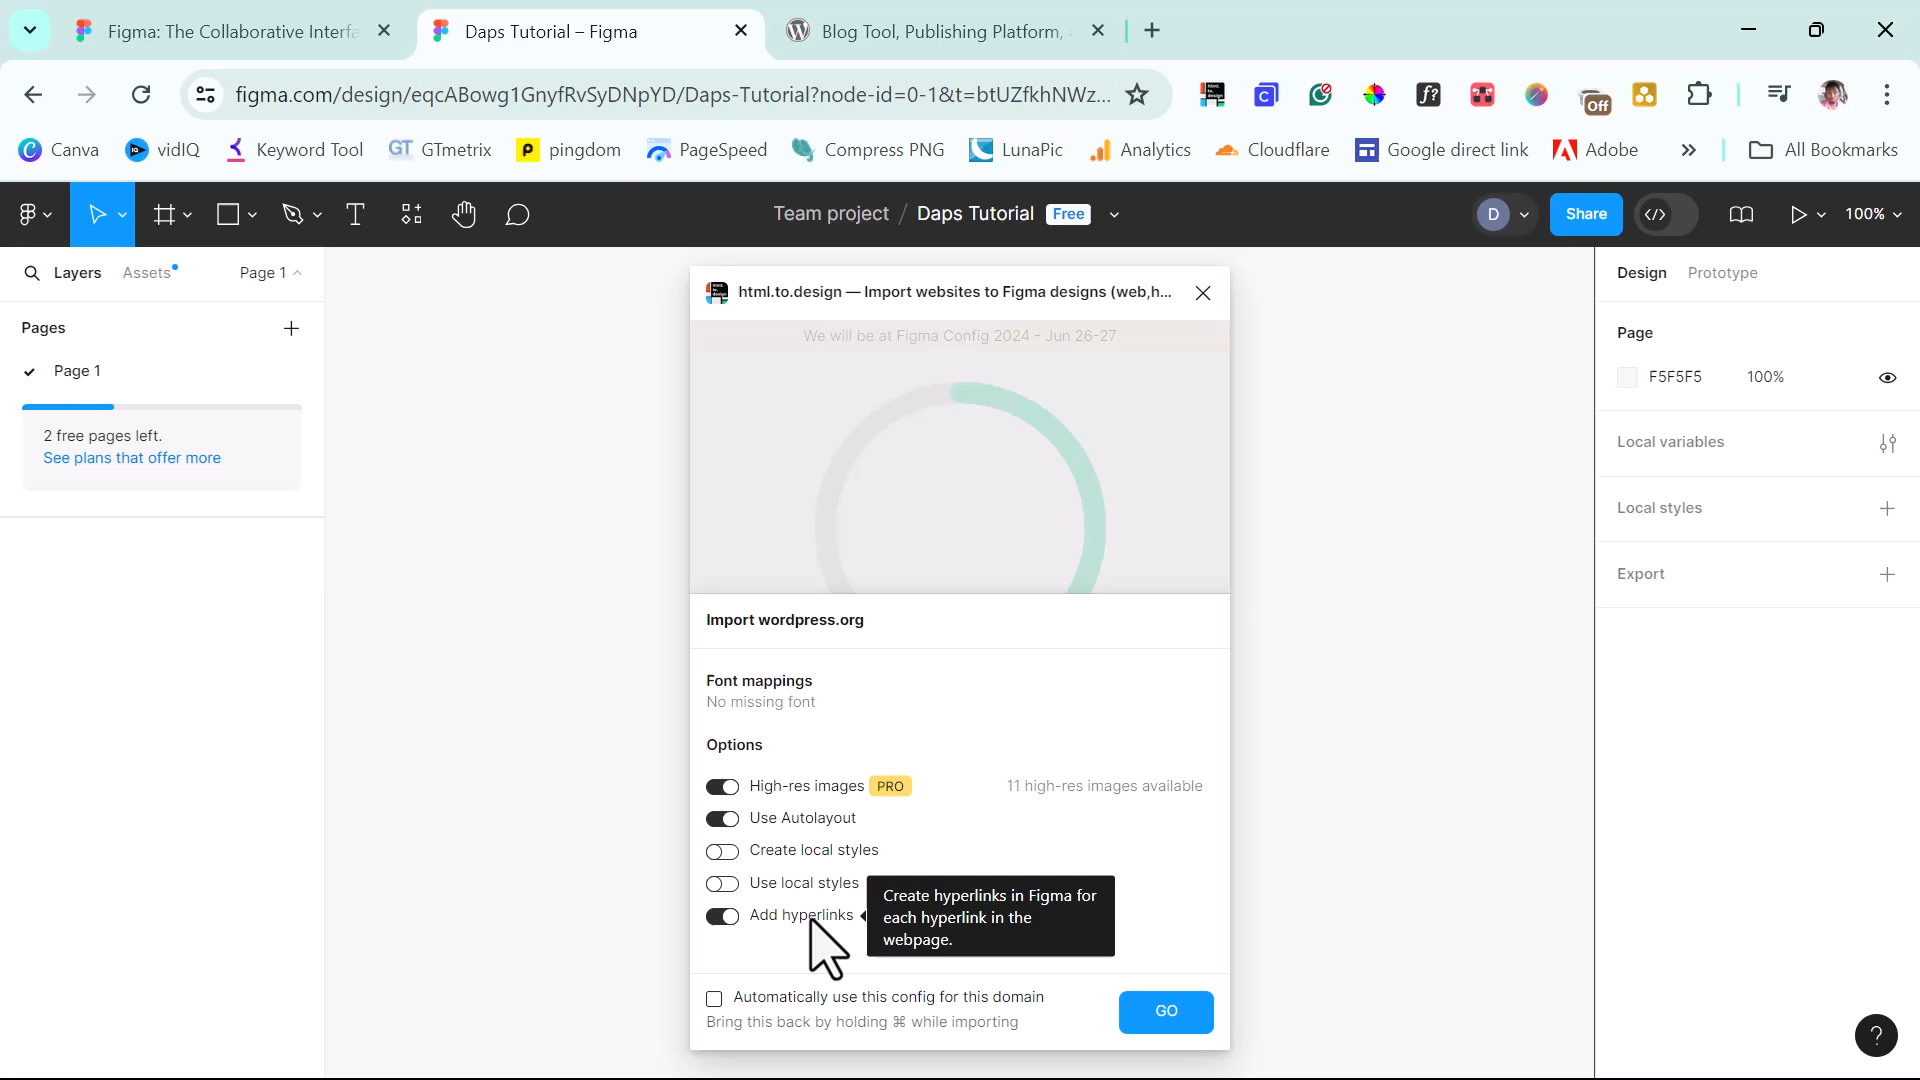 Figma: The Collaborative Interfa
Daps Tutorial – Figma
Blog Tool, Publishing Platform,
figma.com/design/eqcABowg1GnyfRvSyDNpYD/Daps-Tutorial?node-id=0-1&t=btUZfkhNWz...
Off
Canva
vidIQ
Keyword Tool
GT GTmetrix
pingdom
PageSpeed
Compress PNG
LunaPic
Analytics
Cloudflare
Google direct link
Adobe
»
All Bookmarks
Team project / Daps Tutorial Free
D
Share
100%
Layers Assets Page 1
Pages
Page 1
2 free pages left.
See plans that offer more
html.to.design — Import websites to Figma designs (web,h...
We will be at Figma Config 2024 - Jun 26-27
Import wordpress.org
Font mappings
No missing font
Options
High-res images PRO 11 high-res images available
Use Autolayout
Create local styles
Use local styles
Add hyperlinks
Create hyperlinks in Figma for
each hyperlink in the
webpage.
Automatically use this config for this domain
Bring this back by holding ⌘ while importing
GO
Design Prototype
Page
F5F5F5 100%
Local variables
Local styles
Export
?